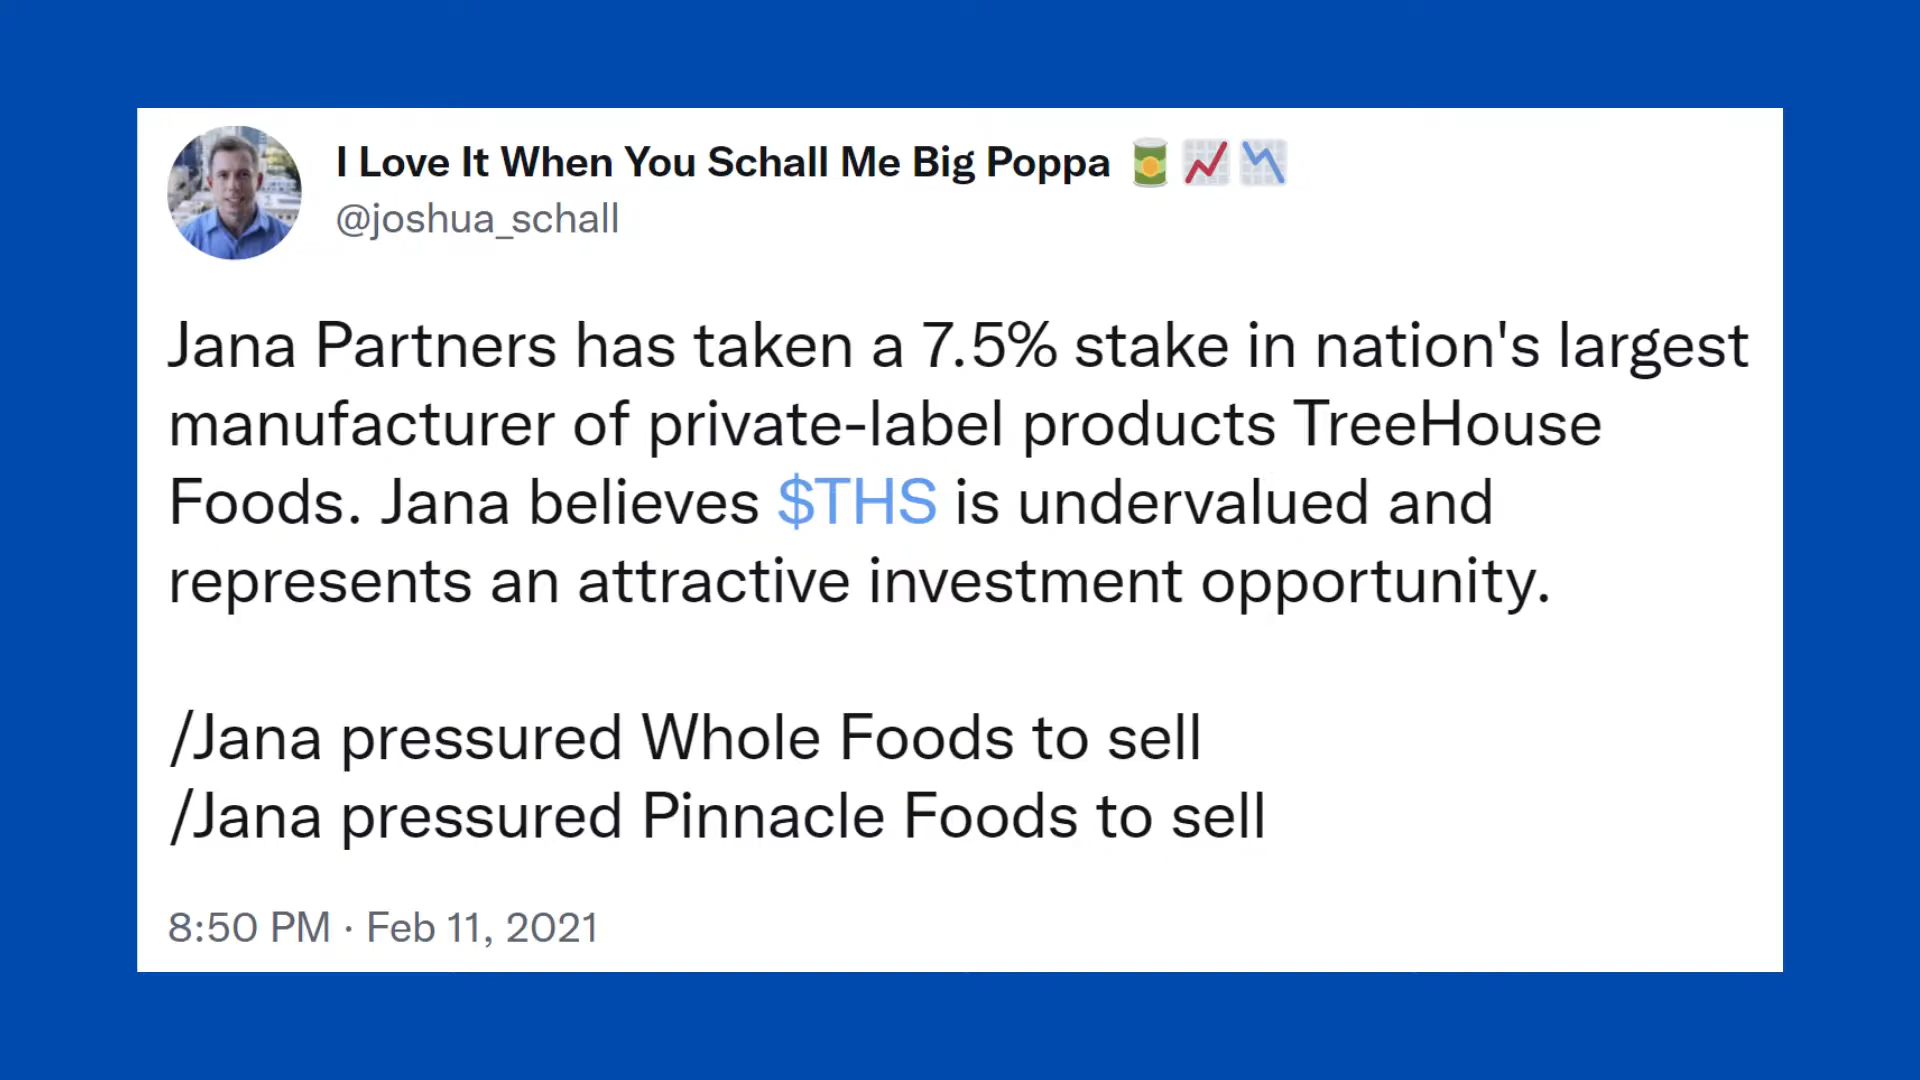 I Love It When You Schall Me Big Poppa 🥫📈📉
@joshua_schall
Jana Partners has taken a 7.5% stake in nation's largest
manufacturer of private-label products TreeHouse
Foods. Jana believes $THS is undervalued and
represents an attractive investment opportunity.
/Jana pressured Whole Foods to sell
/Jana pressured Pinnacle Foods to sell
8:50 PM · Feb 11, 2021